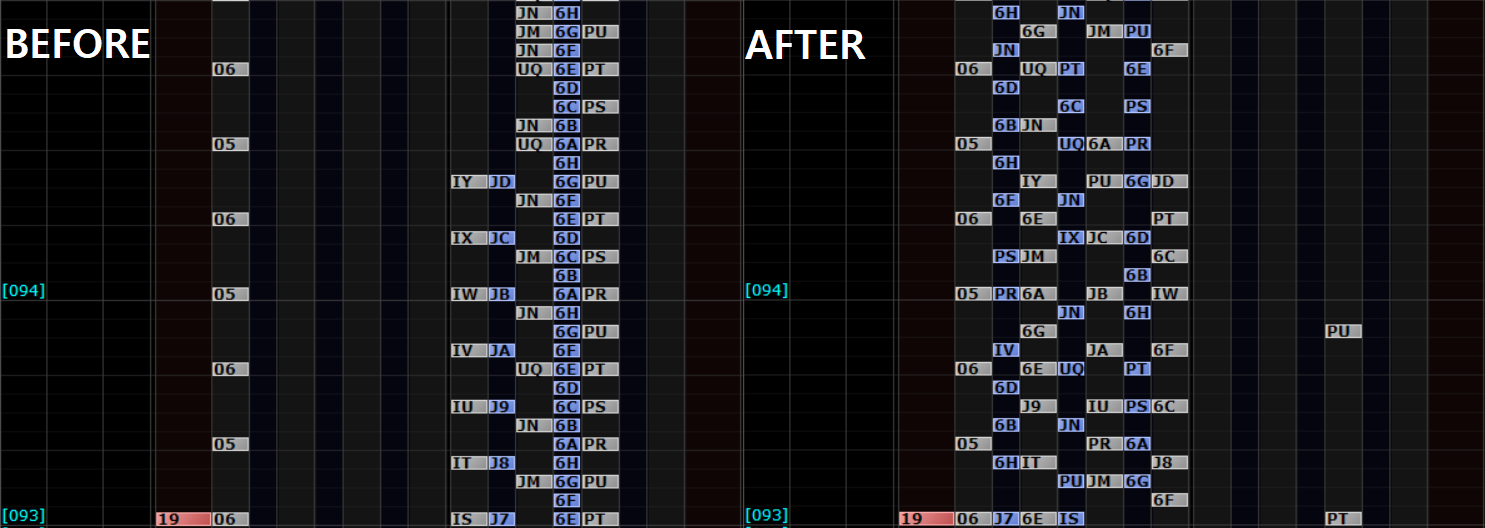 BEFORE
JN 6H
JM 6G PU
JN 6F
06 UQ 6E PT
6D
6C PS
JN 6B
05 UQ 6A PR
6H
IY JD 6G PU
JN 6F
06 6E PT
IX JC 6D
JM 6C PS
6B
[094] 05 IW JB 6A PR
JN 6H
6G PU
IV JA 6F
06 UQ 6E PT
6D
IU J9 6C PS
JN 6B
05 6A PR
IT J8 6H
JM 6G PU
6F
[093] 19 06 IS J7 6E PT
AFTER
6H JN
6G JM PU
JN 6F
06 UQ PT 6E
6D
6C PS
6B JN
05 UQ 6A PR
6H
IY PU 6G JD
6F JN
06 6E PT
IX JC 6D
PS JM 6C
6B
[094] 05 PR 6A JB IW
JN 6H
6G PU
IV JA 6F
06 6E UQ PT
6D
J9 IU PS 6C
6B JN
05 PR 6A
6H IT J8
PU JM 6G
6F
[093] 19 06 J7 6E IS PT